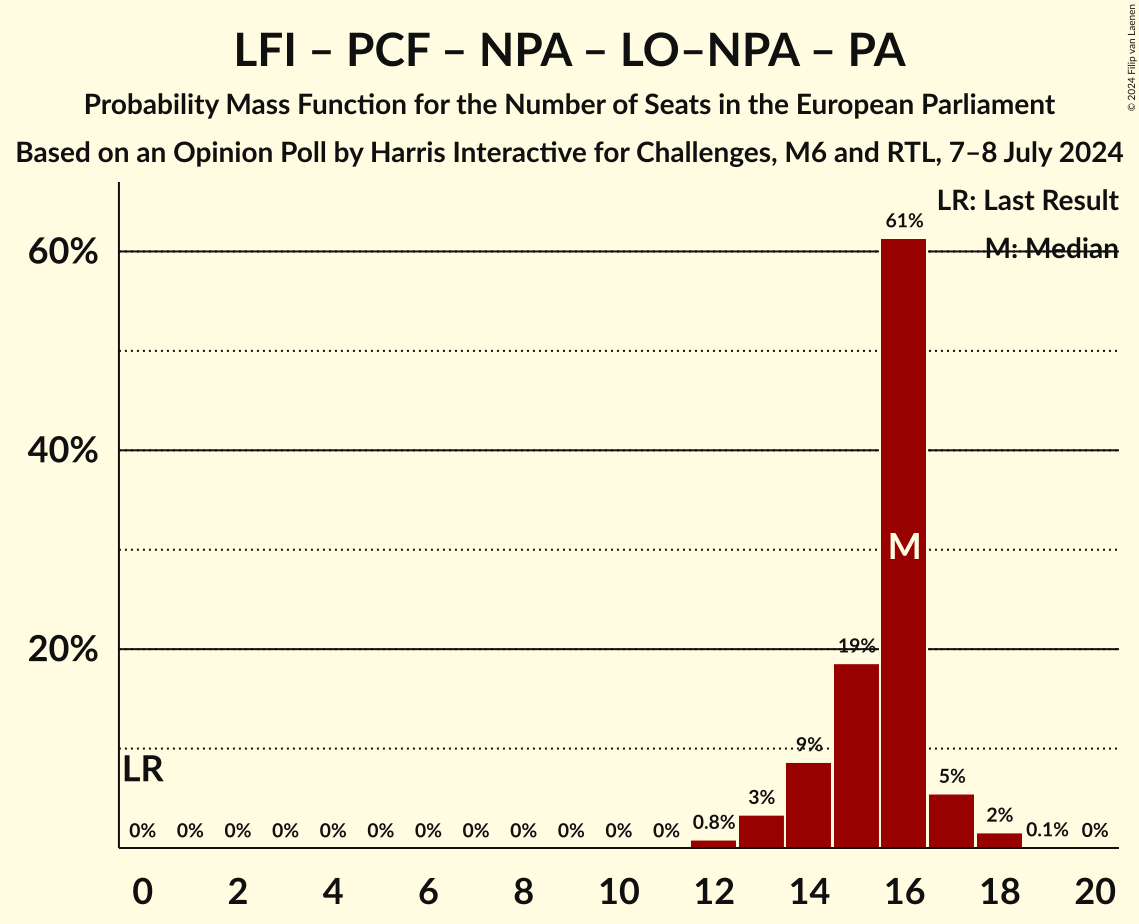 LFI – PCF – NPA – LO–NPA – PA
Probability Mass Function for the Number of Seats in the European Parliament
Based on an Opinion Poll by Harris Interactive for Challenges, M6 and RTL, 7–8 July 2024
© 2024 Filip van Laenen
LR: Last Result
M: Median
61%
60%
40%
M
20%
19%
9%
LR
5%
3%
2%
0% 0% 0% 0% 0% 0% 0% 0% 0% 0% 0% 0% 0.8% 0.1% 0%
0 2 4 6 8 10 12 14 16 18 20